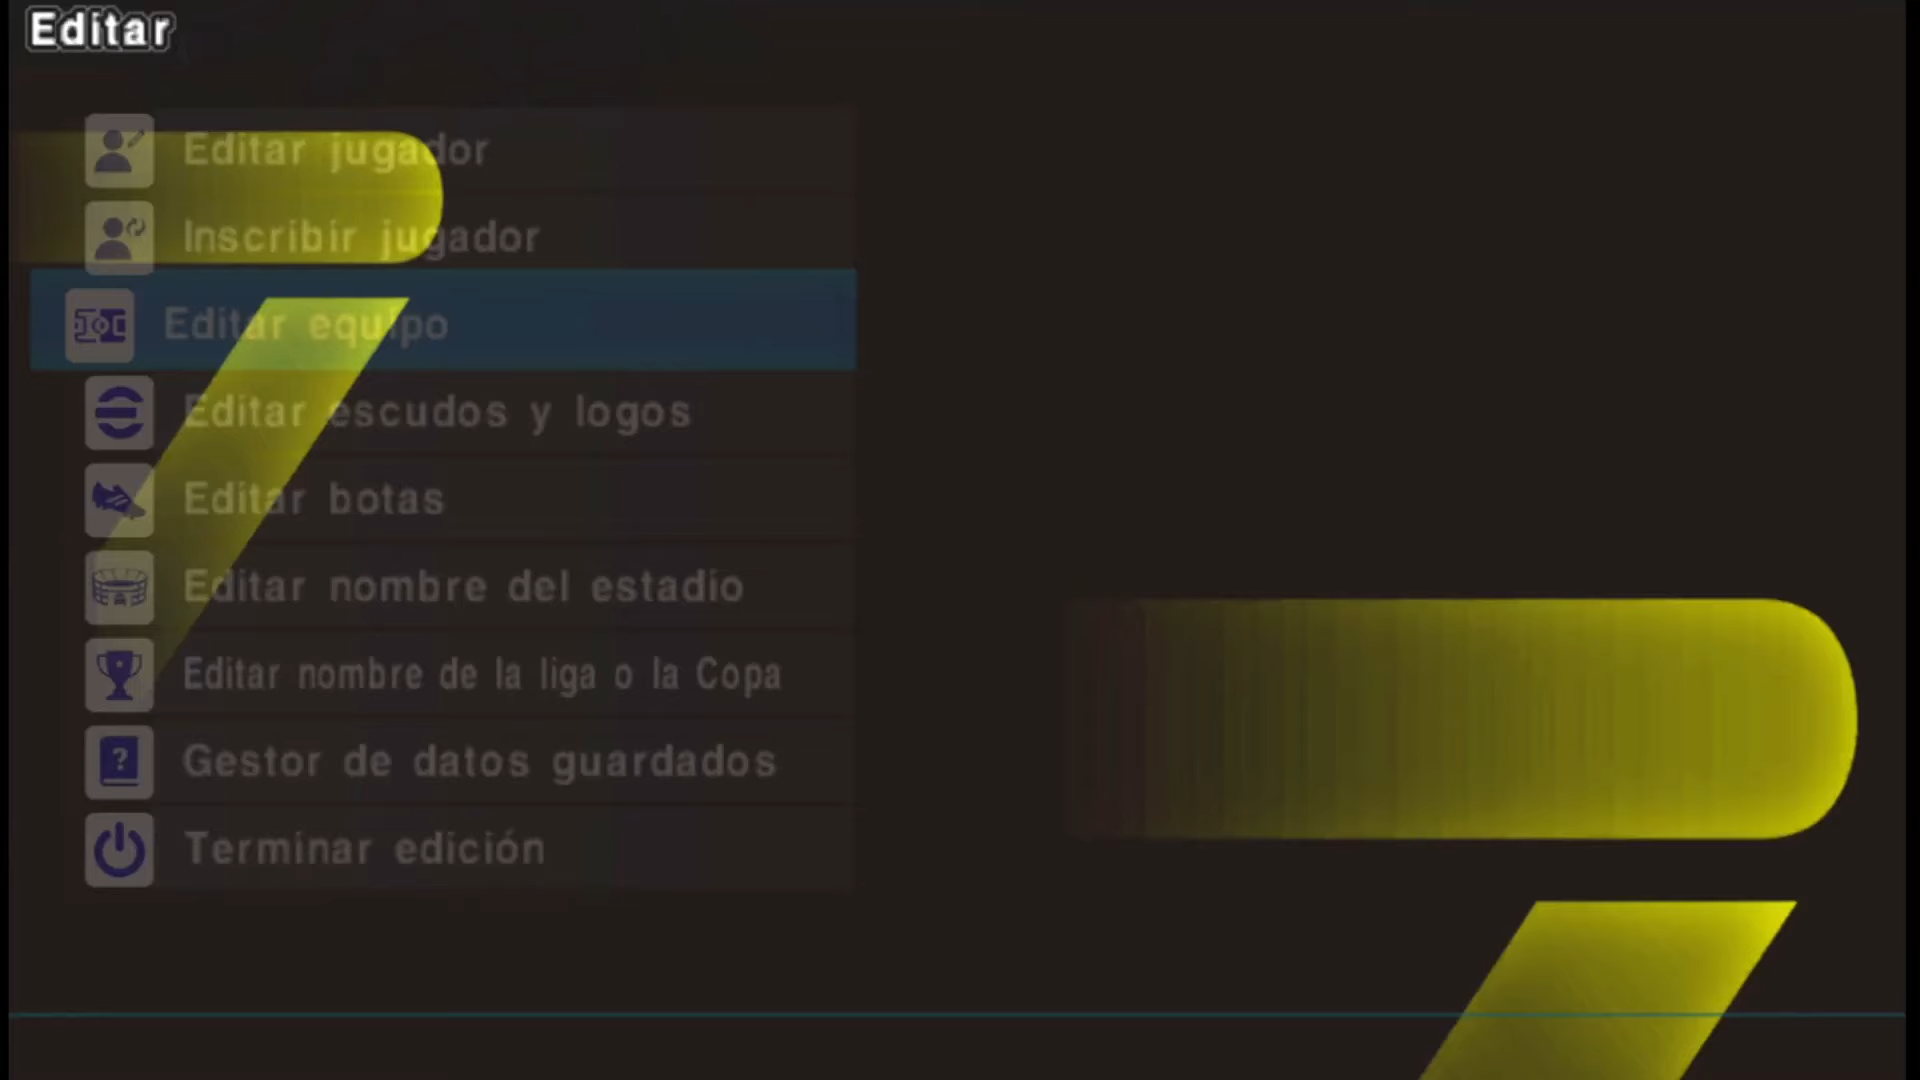 Editar
Editar jugador
Inscribir jugador
Editar equipo
Editar escudos y logos
Editar botas
Editar nombre del estadio
Editar nombre de la liga o la Copa
?
Gestor de datos guardados
Terminar edición